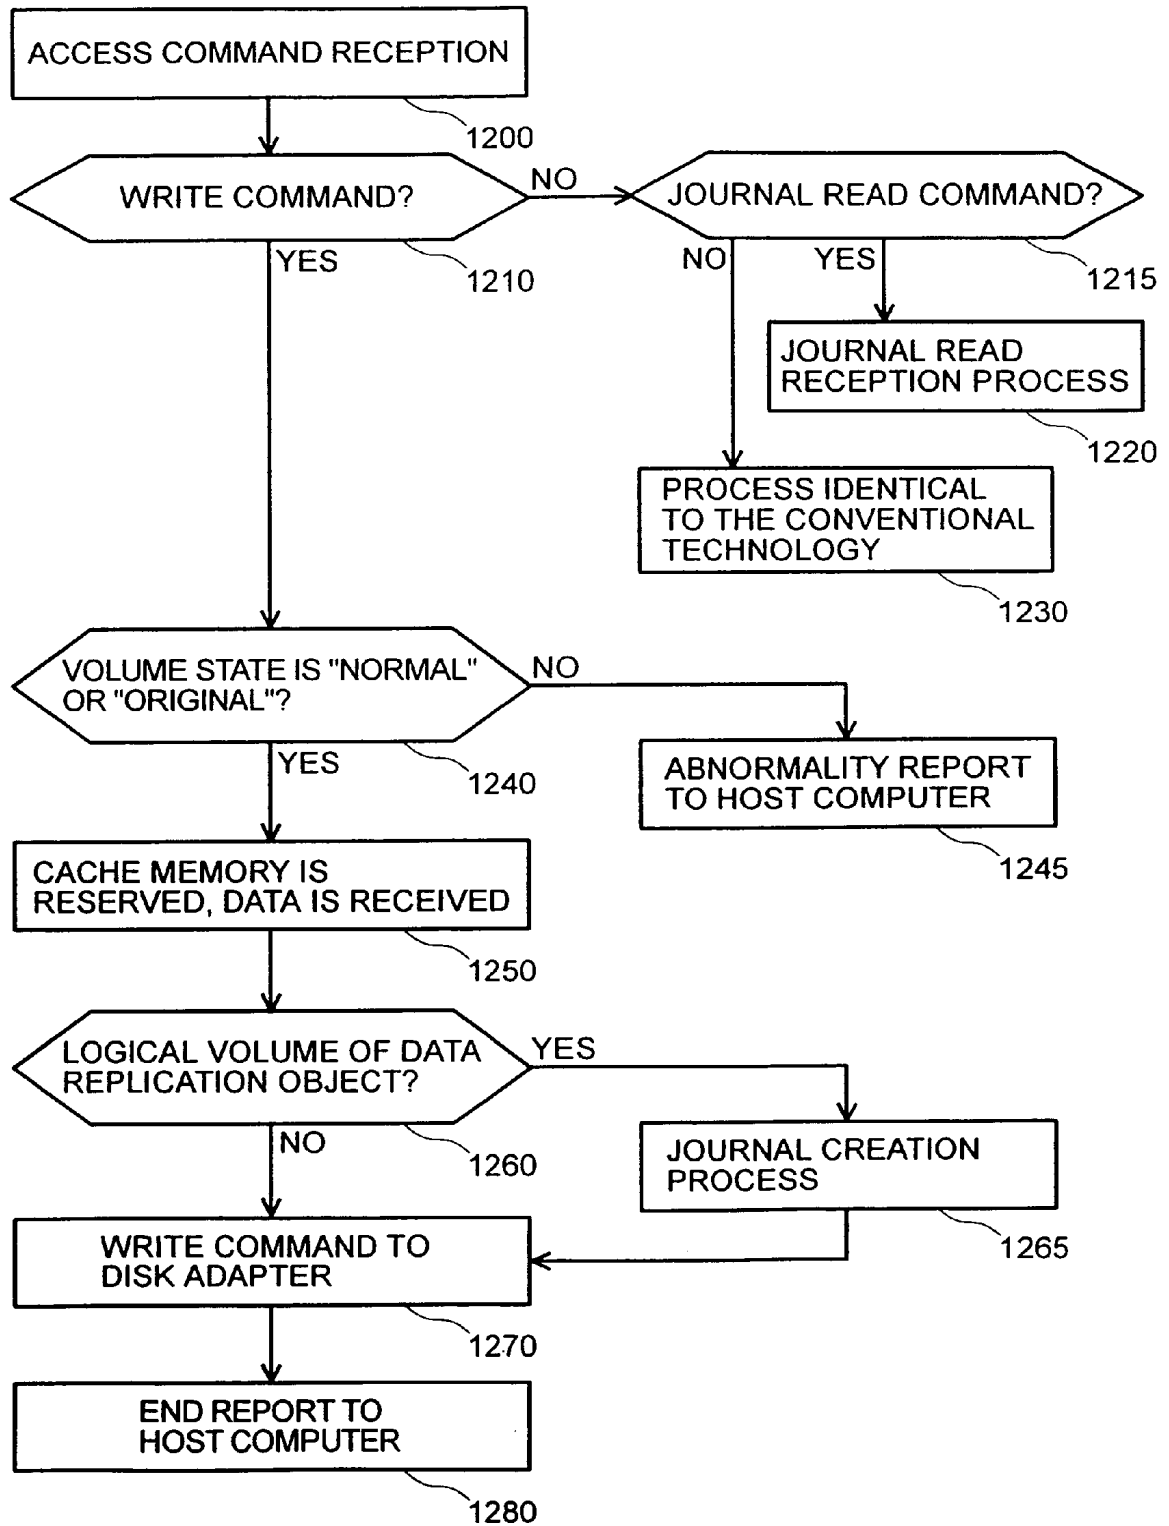 ACCESS COMMAND RECEPTION
1200
WRITE COMMAND?
NO
JOURNAL READ COMMAND?
YES
1210
NO
YES
1215
JOURNAL READ
RECEPTION PROCESS
1220
PROCESS IDENTICAL
TO THE CONVENTIONAL
TECHNOLOGY
1230
VOLUME STATE IS "NORMAL"
OR "ORIGINAL"?
NO
YES
1240
ABNORMALITY REPORT
TO HOST COMPUTER
1245
CACHE MEMORY IS
RESERVED, DATA IS RECEIVED
1250
LOGICAL VOLUME OF DATA
REPLICATION OBJECT?
YES
NO
1260
JOURNAL CREATION
PROCESS
1265
WRITE COMMAND TO
DISK ADAPTER
1270
END REPORT TO
HOST COMPUTER
1280